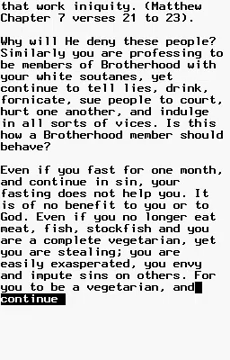 that work iniquity. (Matthew
Chapter 7 verses 21 to 23).
Why will He deny these people?
Similarly you are professing to
be members of Brotherhood with
your white soutanes, yet
continue to tell lies, drink,
fornicate, sue people to court,
hurt one another, and indulge
in all sorts of vices. Is this
how a Brotherhood member should
behave?
Even if you fast for one month,
and continue in sin, your
fasting does not help you. It
is of no benefit to you or to
God. Even if you no longer eat
meat, fish, stockfish and you
are a complete vegetarian, yet
you are stealing; you are
easily exasperated, you envy
and impute sins on others. For
you to be a vegetarian, and
continue